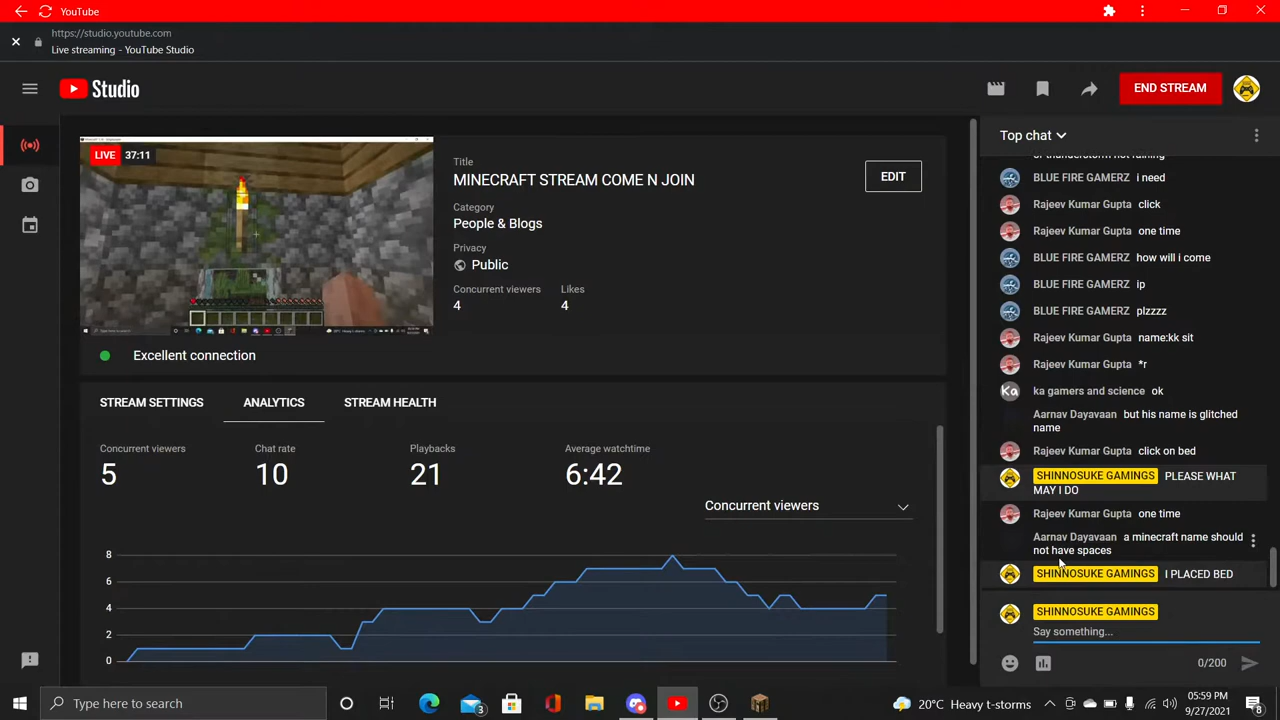 YouTube
https://studio.youtube.com
Live streaming - YouTube Studio
Studio
END STREAM
LIVE 37:11
Title
MINECRAFT STREAM COME N JOIN
EDIT
Category
People & Blogs
Privacy
Public
Concurrent viewers
Likes
4
4
Excellent connection
STREAM SETTINGS
ANALYTICS
STREAM HEALTH
Concurrent viewers
Chat rate
Playbacks
Average watchtime
5
10
21
6:42
Concurrent viewers
8
6
4
2
0
Top chat
or thunderstorm not raining
BLUE FIRE GAMERZ i need
Rajeev Kumar Gupta click
Rajeev Kumar Gupta one time
BLUE FIRE GAMERZ how will i come
BLUE FIRE GAMERZ ip
BLUE FIRE GAMERZ plzzzz
Rajeev Kumar Gupta name:kk sit
Rajeev Kumar Gupta *r
Ka ka gamers and science ok
Aarnav Dayavaan but his name is glitched
name
Rajeev Kumar Gupta click on bed
SHINNOSUKE GAMINGS PLEASE WHAT
MAY I DO
Rajeev Kumar Gupta one time
Aarnav Dayavaan a minecraft name should
not have spaces
SHINNOSUKE GAMINGS I PLACED BED
SHINNOSUKE GAMINGS
Say something...
0/200
Type here to search
3
20°C Heavy t-storms
05:59 PM
9/27/2021
8